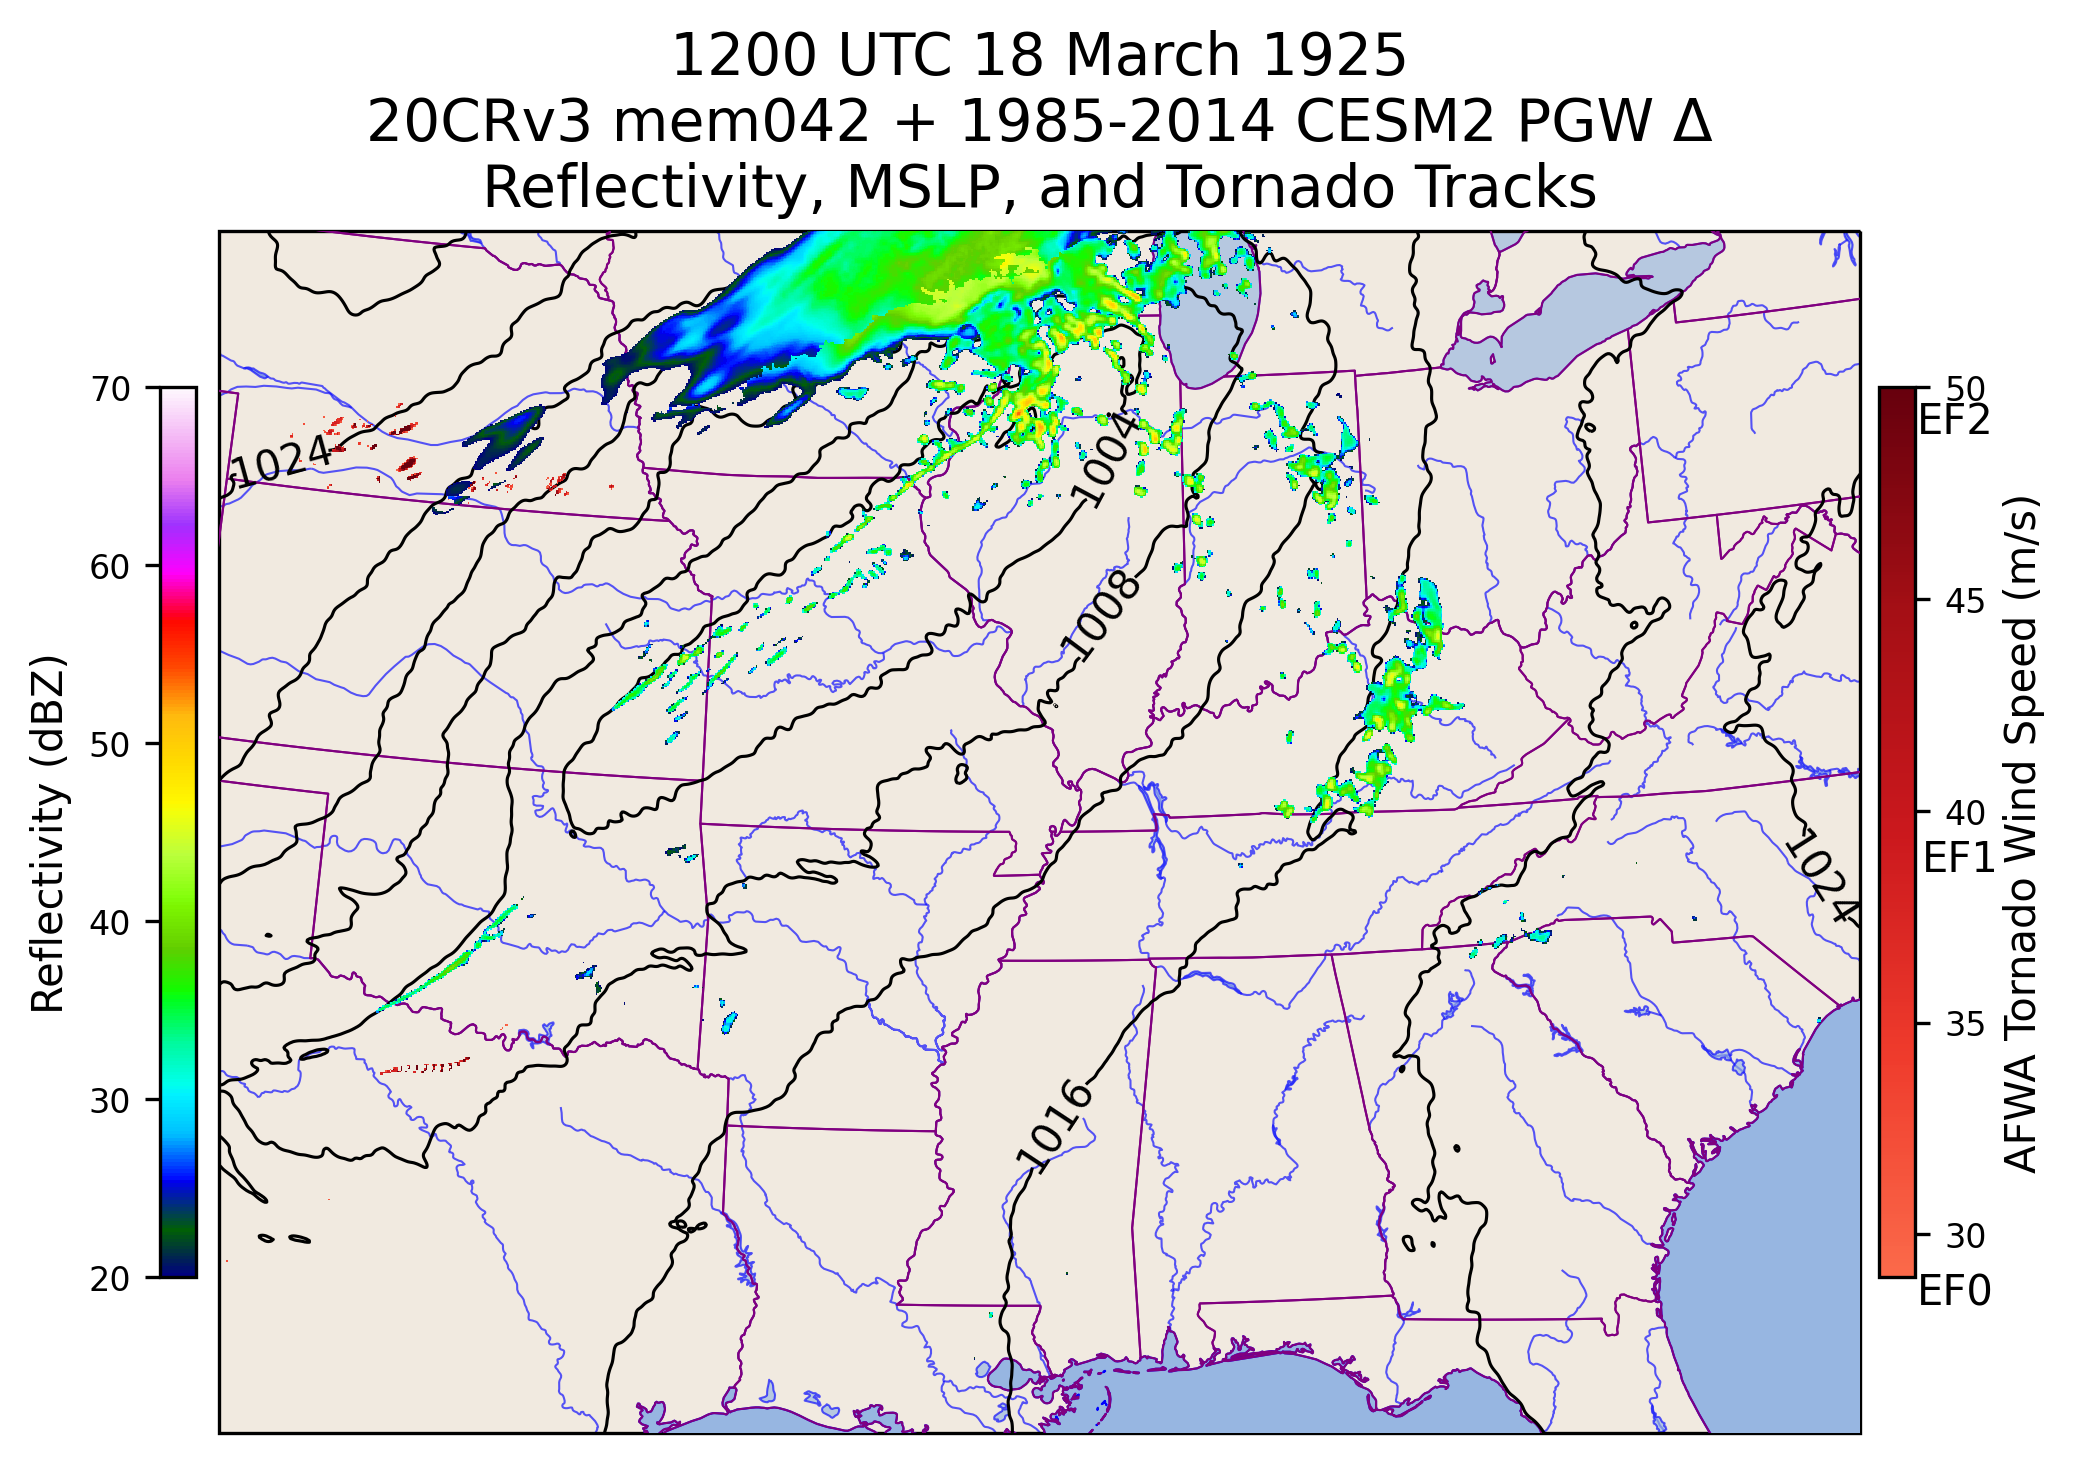 1200 UTC 18 March 1925
20CRv3 mem042 + 1985-2014 CESM2 PGW Δ
Reflectivity, MSLP, and Tornado Tracks
70
60
50
40
30
20
Reflectivity (dBZ)
1024
1004
1008
1016
1024
50
EF2
45
40
EF1
35
30
EF0
AFWA Tornado Wind Speed (m/s)